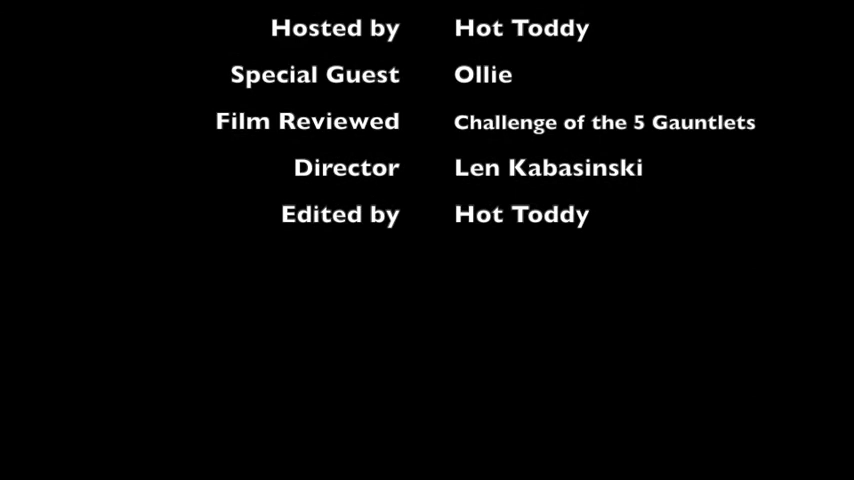 Hosted by Hot Toddy
Special Guest Ollie
Film Reviewed Challenge of the 5 Gauntlets
Director Len Kabasinski
Edited by Hot Toddy